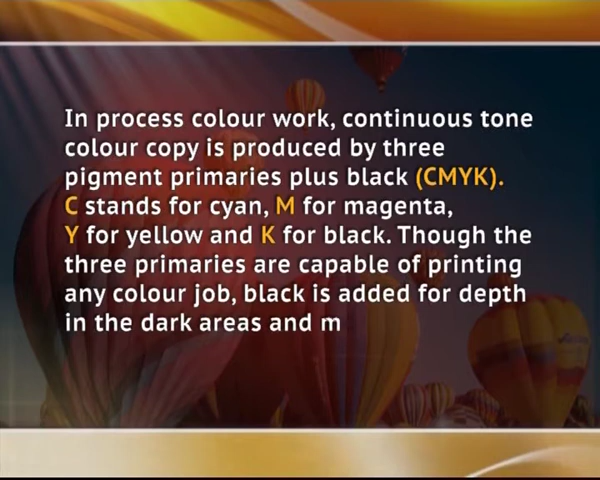 In process colour work, continuous tone
colour copy is produced by three
pigment primaries plus black (CMYK).
C stands for cyan, M for magenta,
Y for yellow and K for black. Though the
three primaries are capable of printing
any colour job, black is added for depth
in the dark areas and m